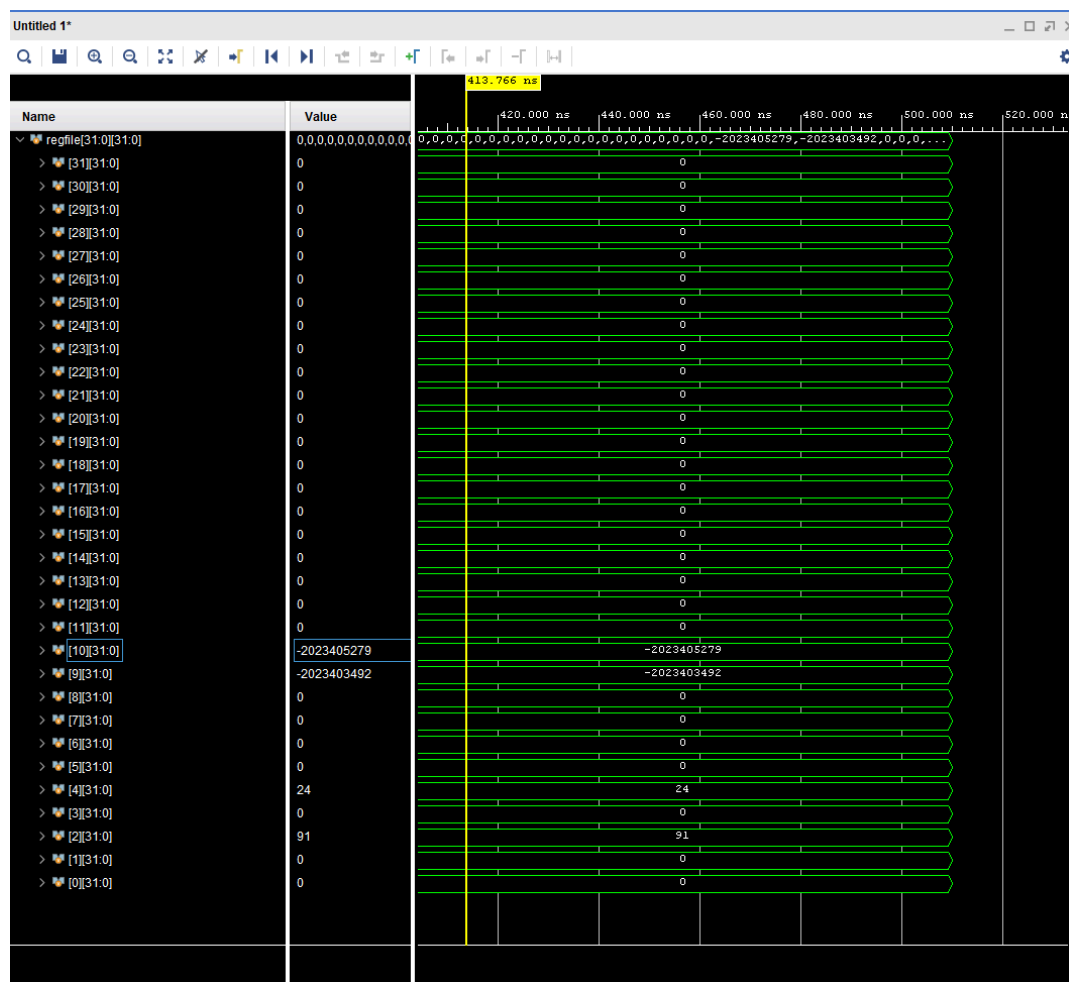 Untitled 1*
413.766 ns
Name Value 420.000 ns 440.000 ns 460.000 ns 480.000 ns 500.000 ns 520.000 n
regfile[31:0][31:0] 0,0,0,0,0,0,0,0,0,0,0,0, 0,0,0,0,0,0,0,0,0,0,0,0,0,0,0,0,0,0,0,-2023405279,-2023403492,0,0,0,...
[31][31:0] 0 0
[30][31:0] 0 0
[29][31:0] 0 0
[28][31:0] 0 0
[27][31:0] 0 0
[26][31:0] 0 0
[25][31:0] 0 0
[24][31:0] 0 0
[23][31:0] 0 0
[22][31:0] 0 0
[21][31:0] 0 0
[20][31:0] 0 0
[19][31:0] 0 0
[18][31:0] 0 0
[17][31:0] 0 0
[16][31:0] 0 0
[15][31:0] 0 0
[14][31:0] 0 0
[13][31:0] 0 0
[12][31:0] 0 0
[11][31:0] 0 0
[10][31:0] -2023405279 -2023405279
[9][31:0] -2023403492 -2023403492
[8][31:0] 0 0
[7][31:0] 0 0
[6][31:0] 0 0
[5][31:0] 0 0
[4][31:0] 24 24
[3][31:0] 0 0
[2][31:0] 91 91
[1][31:0] 0 0
[0][31:0] 0 0